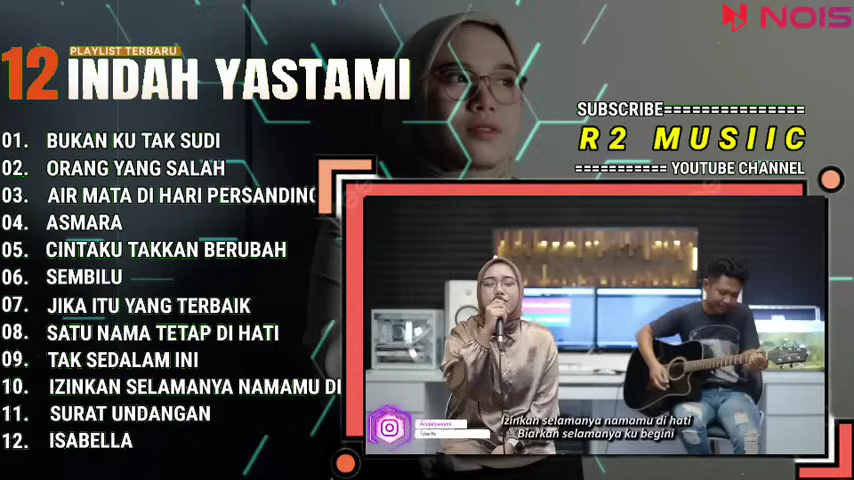 NOIS
PLAYLIST TERBARU
12 INDAH YASTAMI
SUBSCRIBE===============
R2 MUSIIC
=========== YOUTUBE CHANNEL
01. BUKAN KU TAK SUDI
02. ORANG YANG SALAH
03. AIR MATA DI HARI PERSANDING
04. ASMARA
05. CINTAKU TAKKAN BERUBAH
06. SEMBILU
07. JIKA ITU YANG TERBAIK
08. SATU NAMA TETAP DI HATI
09. TAK SEDALAM INI
10. IZINKAN SELAMANYA NAMAMU DI
11. SURAT UNDANGAN
12. ISABELLA
Izinkan selamanya namamu di hati
Biarkan selamanya ku begini